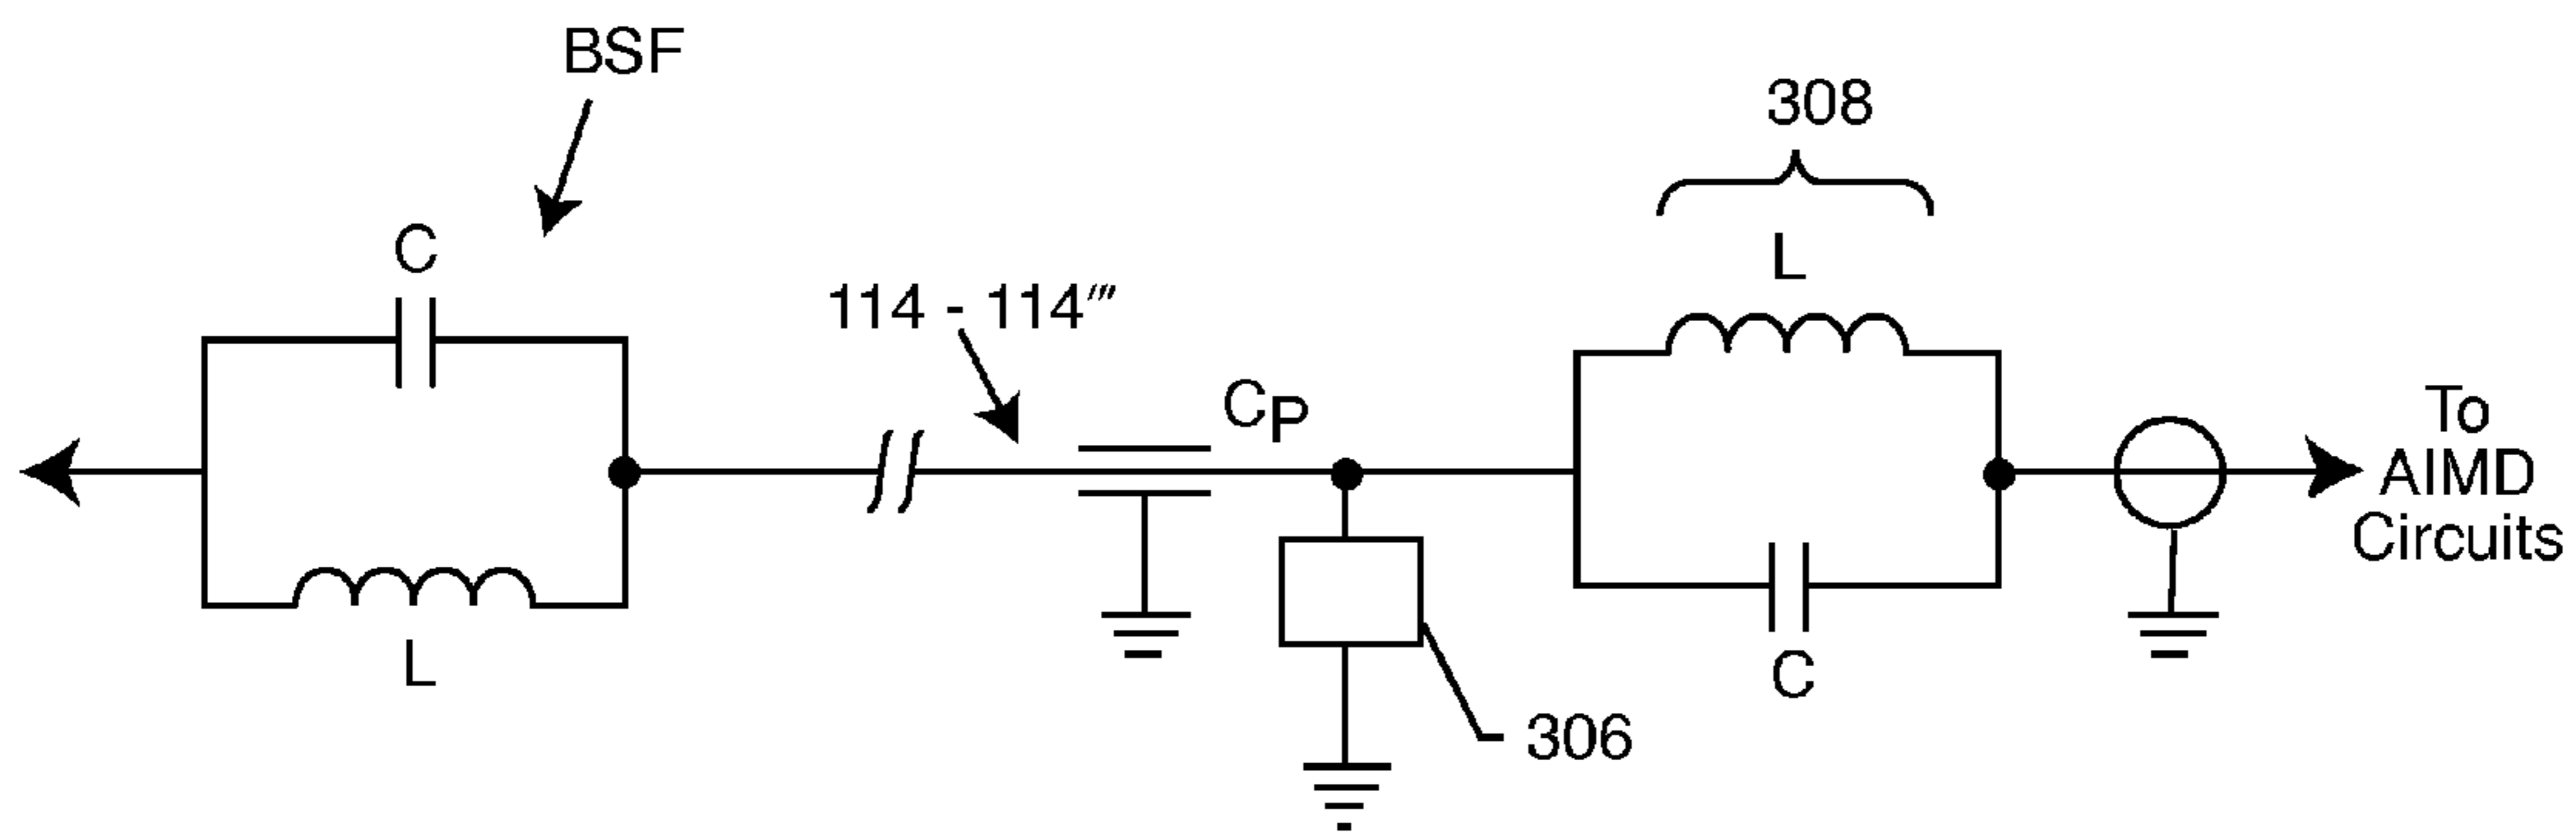 BSF
308
C
L
114 - 114‴
CP
To
AIMD
Circuits
L
C
306